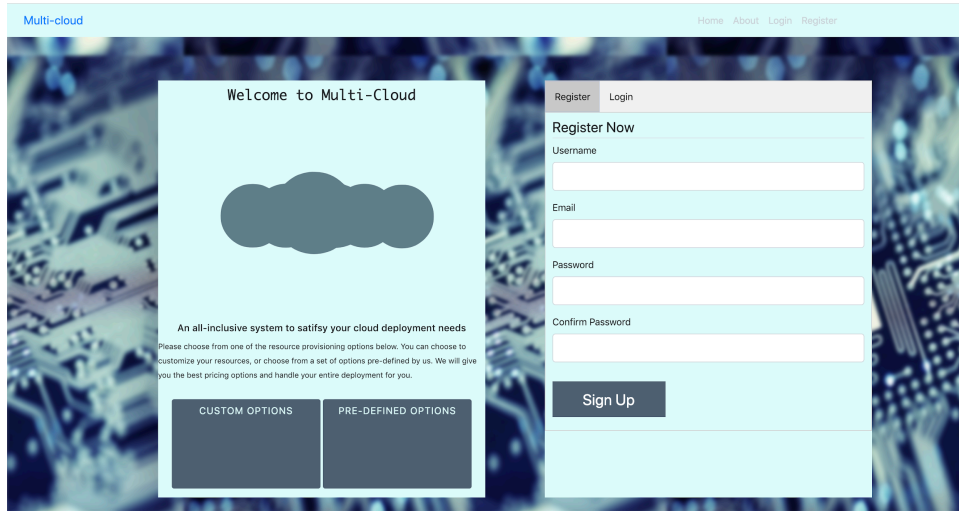 Multi-cloud
Home About Login Register
Welcome to Multi-Cloud
An all-inclusive system to satifsy your cloud deployment needs
Please choose from one of the resource provisioning options below. You can choose to
customize your resources, or choose from a set of options pre-defined by us. We will give
you the best pricing options and handle your entire deployment for you.
CUSTOM OPTIONS PRE-DEFINED OPTIONS
Register Login
Register Now
Username
Email
Password
Confirm Password
Sign Up